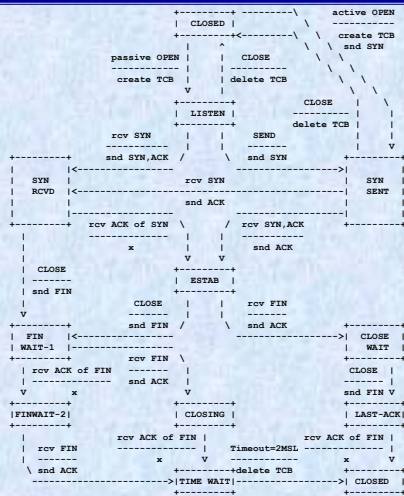 +---------+ ---------\ active OPEN
| CLOSED | \ -----------
+---------+<---------\ \ create TCB
| ^ \ \ snd SYN
passive OPEN | | CLOSE \ \
------------ | | ---------- \ \
create TCB | | delete TCB \ \
V | \ \
+---------+ CLOSE | \
| LISTEN | ---------- | |
+---------+ delete TCB | |
rcv SYN | | SEND | |
----------- | | ------- | V
+---------+ snd SYN,ACK / \ snd SYN +---------+
| |<----------------- ------------------>| |
| SYN | rcv SYN | SYN |
| RCVD |<-----------------------------------------------| SENT |
| | snd ACK | |
| |------------------ -------------------| |
+---------+ rcv ACK of SYN \ / rcv SYN,ACK +---------+
| -------------- | | -----------
| x | | snd ACK
| V V
| CLOSE +---------+
| ------- | ESTAB |
| snd FIN +---------+
| CLOSE | | rcv FIN
V ------- | | -------
+---------+ snd FIN / \ snd ACK +---------+
| FIN |<----------------- ------------------>| CLOSE |
| WAIT-1 |------------------ | WAIT |
+---------+ rcv FIN \ +---------+
| rcv ACK of FIN ------- | CLOSE |
| -------------- snd ACK | ------- |
V x V snd FIN V
+---------+ +---------+ +---------+
|FINWAIT-2| | CLOSING | | LAST-ACK|
+---------+ +---------+ +---------+
| rcv ACK of FIN | rcv ACK of FIN |
| rcv FIN -------------- | Timeout=2MSL -------------- |
| ------- x V ------------ x V
\ snd ACK +---------+delete TCB +---------+
------------------------>|TIME WAIT|------------------>| CLOSED |
+---------+ +---------+